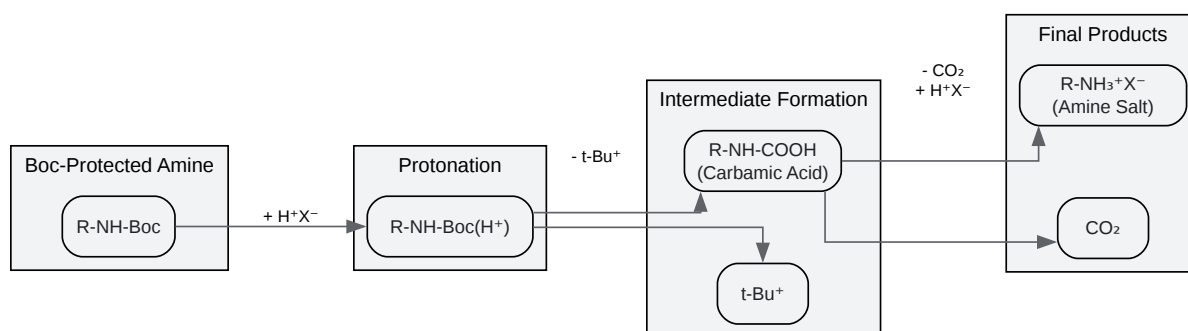 Boc-Protected Amine
R-NH-Boc
+ H⁺X⁻
Protonation
R-NH-Boc(H⁺)
- t-Bu⁺
Intermediate Formation
R-NH-COOH
(Carbamic Acid)
t-Bu⁺
- CO₂
+ H⁺X⁻
Final Products
R-NH₃⁺X⁻
(Amine Salt)
CO₂